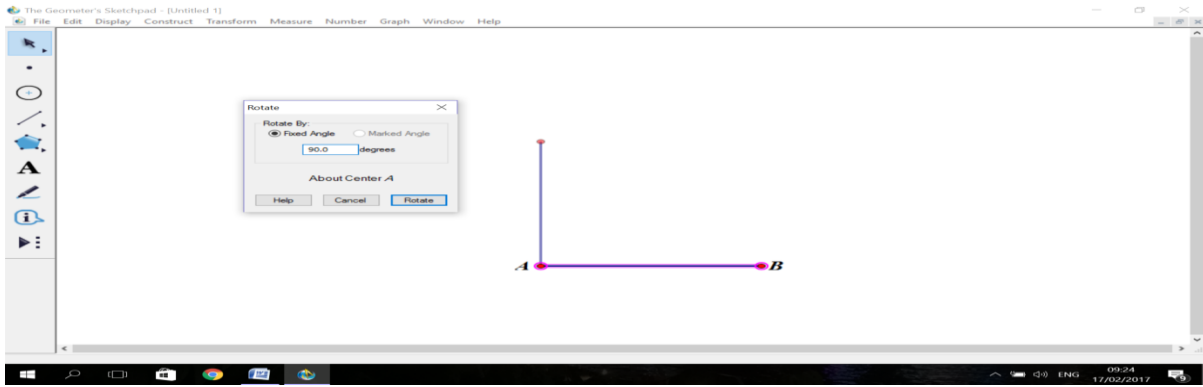 The Geometer's Sketchpad - [Untitled 1]
File Edit Display Construct Transform Measure Number Graph Window Help
A
Rotate
Rotate By:
Fixed Angle Marked Angle
90.0 degrees
About Center A
Help Cancel Rotate
A B
ENG
09:24
17/02/2017
9